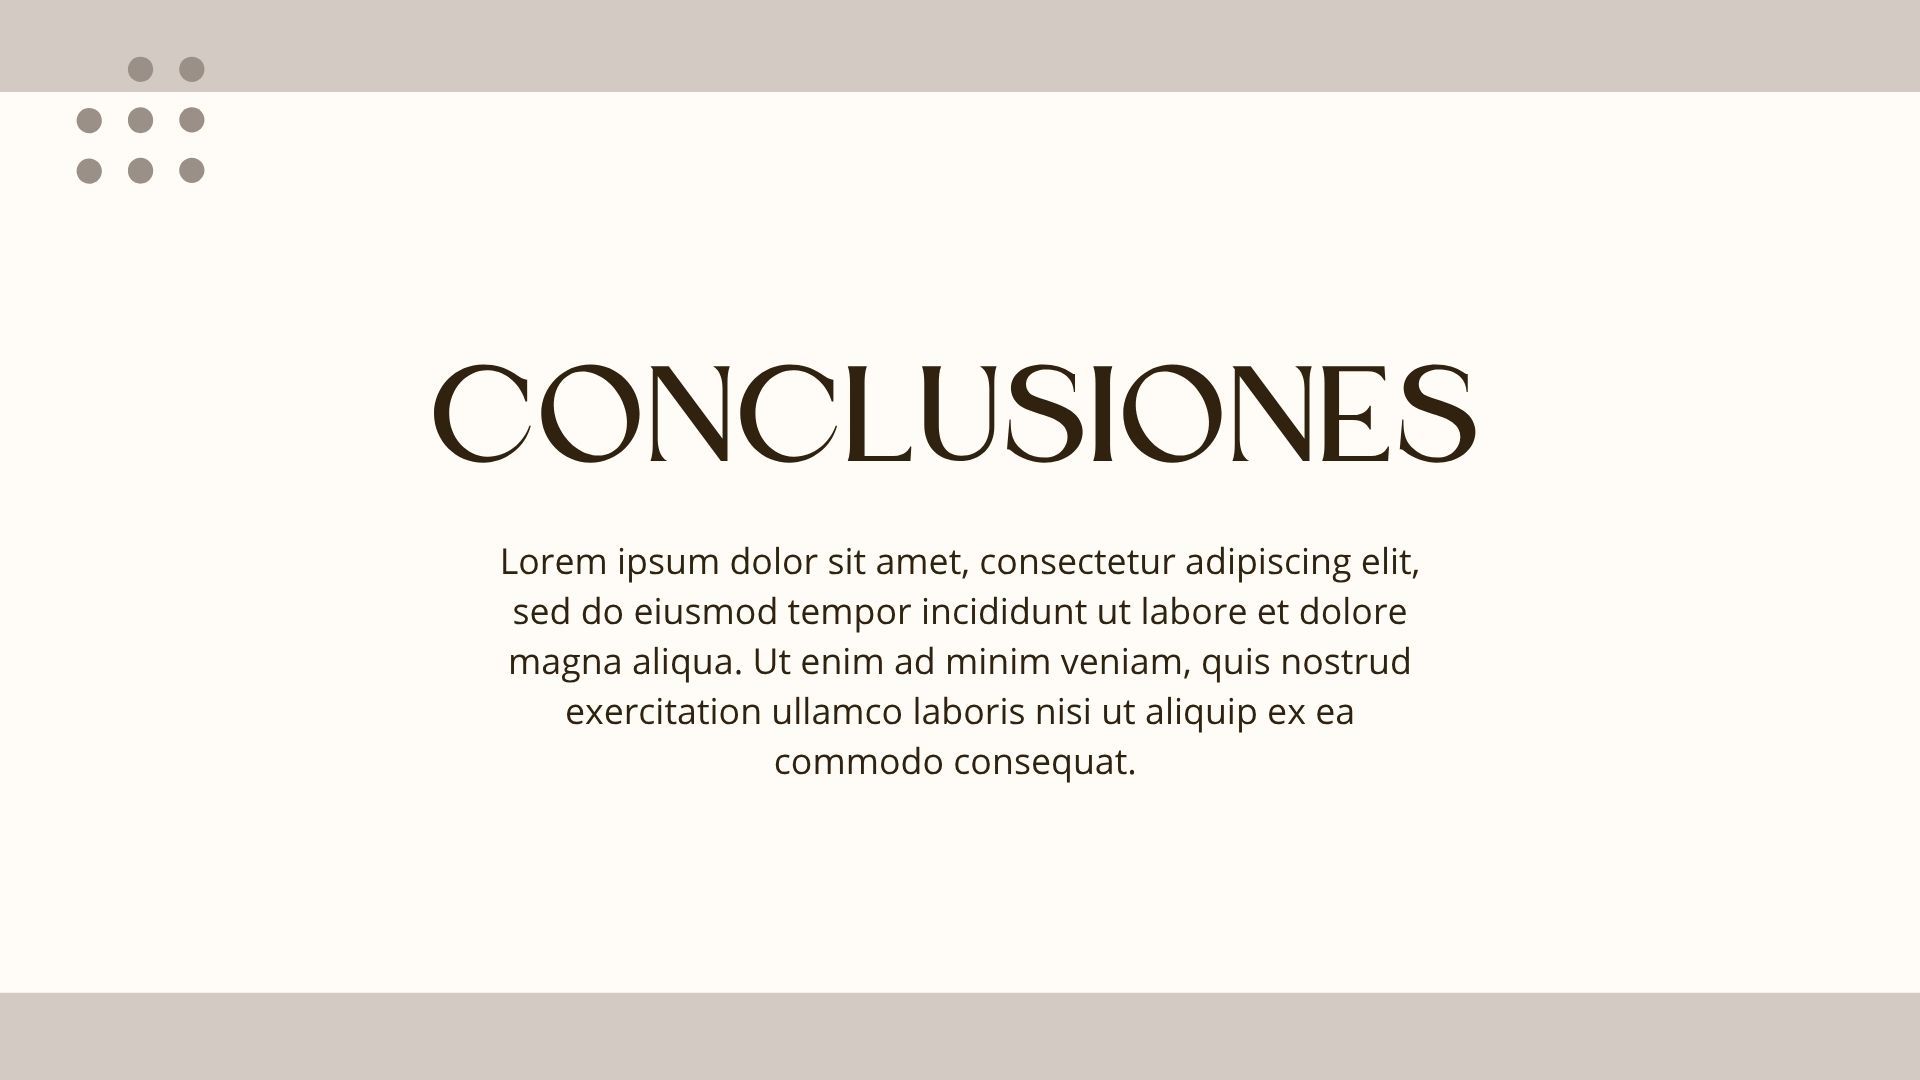 CONCLUSIONES
Lorem ipsum dolor sit amet, consectetur adipiscing elit,
sed do eiusmod tempor incididunt ut labore et dolore
magna aliqua. Ut enim ad minim veniam, quis nostrud
exercitation ullamco laboris nisi ut aliquip ex ea
commodo consequat.